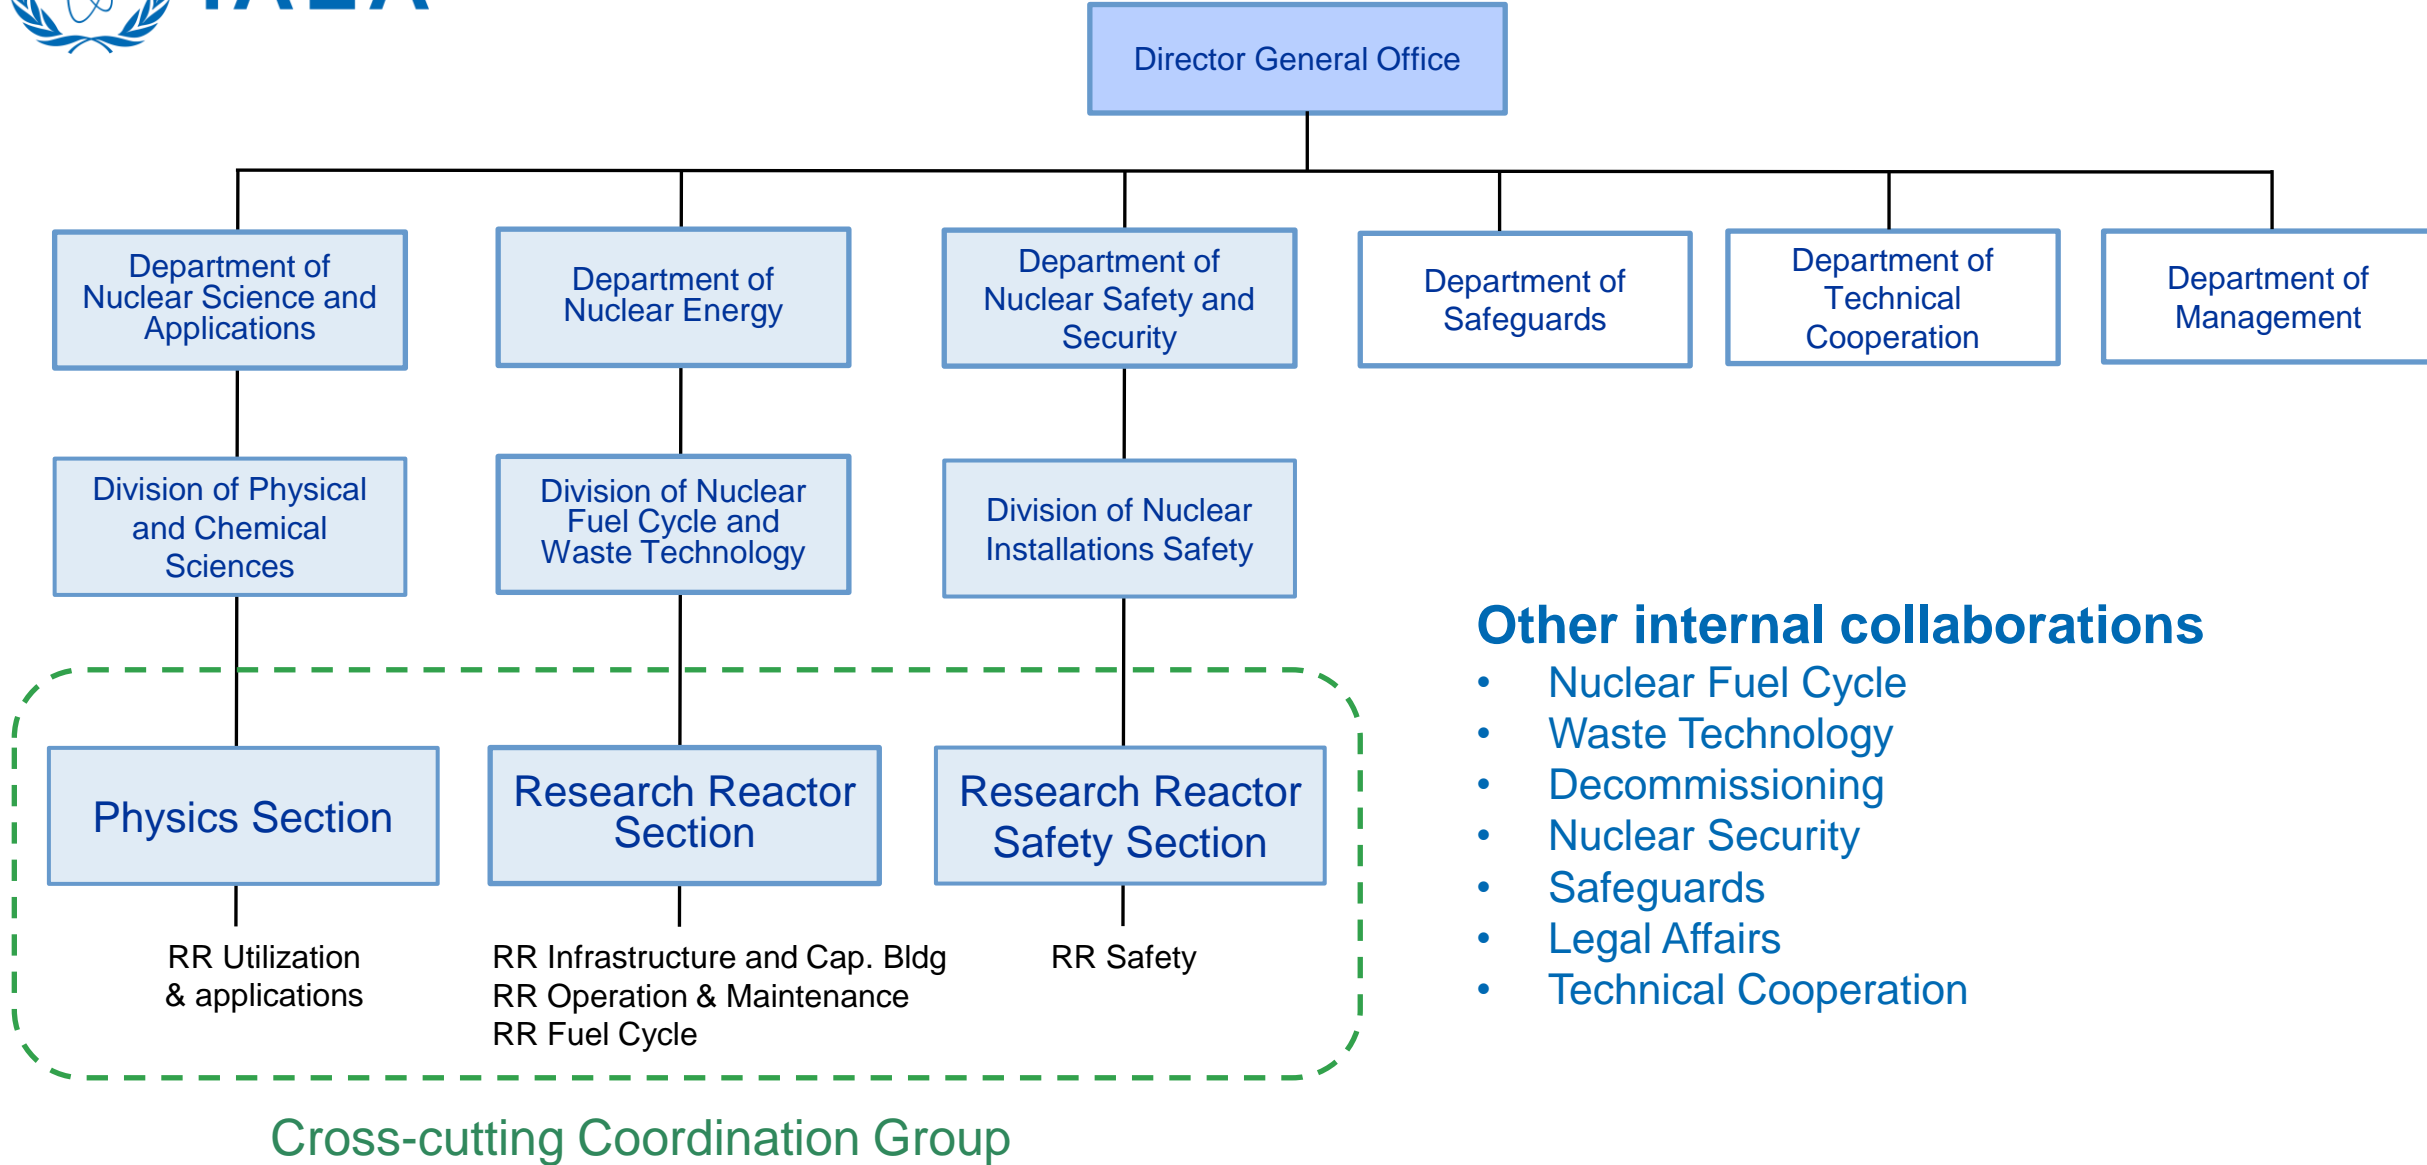 IAEA
Director General Office
Department of
Nuclear Science and
Applications
Department of
Nuclear Energy
Department of
Nuclear Safety and
Security
Department of
Safeguards
Department of
Technical
Cooperation
Department of
Management
Division of Physical
and Chemical
Sciences
Division of Nuclear
Fuel Cycle and
Waste Technology
Division of Nuclear
Installations Safety
Physics Section
Research Reactor
Section
Research Reactor
Safety Section
RR Utilization
& applications
RR Infrastructure and Cap. Bldg
RR Operation & Maintenance
RR Fuel Cycle
RR Safety
Cross-cutting Coordination Group
Other internal collaborations
• Nuclear Fuel Cycle
• Waste Technology
• Decommissioning
• Nuclear Security
• Safeguards
• Legal Affairs
• Technical Cooperation